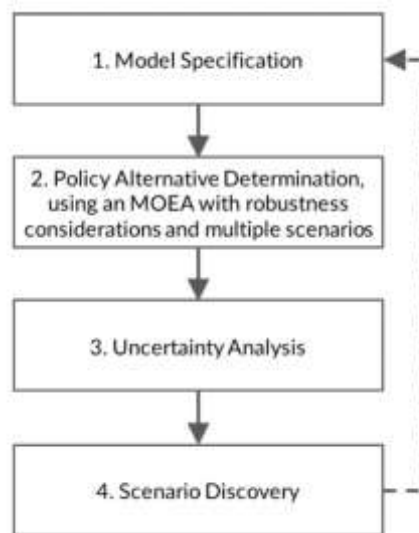 1. Model Specification
2. Policy Alternative Determination,
using an MOEA with robustness
considerations and multiple scenarios
3. Uncertainty Analysis
4. Scenario Discovery